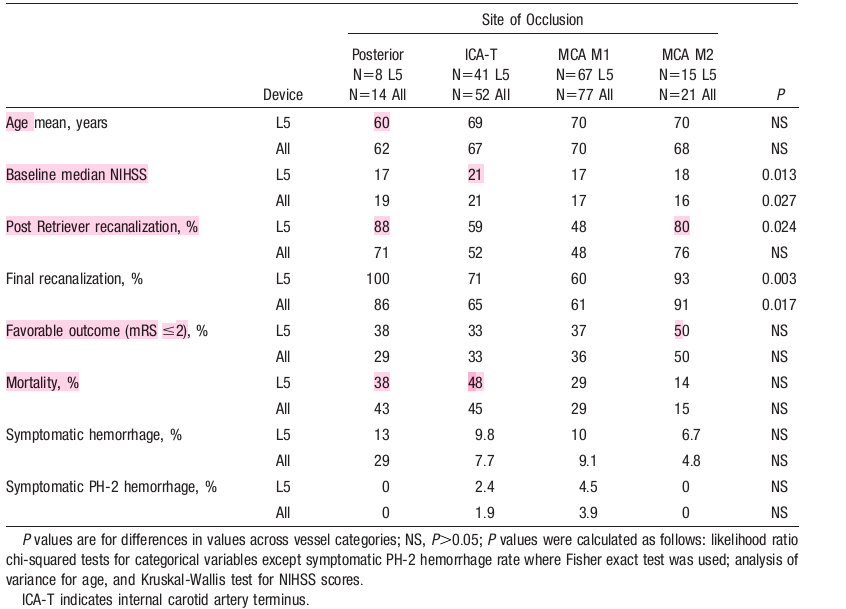 Site of Occlusion
Posterior ICA-T MCA M1 MCA M2
N=8 L5 N=41 L5 N=67 L5 N=15 L5
Device N=14 All N=52 All N=77 All N=21 All P
Age mean, years L5 60 69 70 70 NS
All 62 67 70 68 NS
Baseline median NIHSS L5 17 21 17 18 0.013
All 19 21 17 16 0.027
Post Retriever recanalization, % L5 88 59 48 80 0.024
All 71 52 48 76 NS
Final recanalization, % L5 100 71 60 93 0.003
All 86 65 61 91 0.017
Favorable outcome (mRS ≤2), % L5 38 33 37 50 NS
All 29 33 36 50 NS
Mortality, % L5 38 48 29 14 NS
All 43 45 29 15 NS
Symptomatic hemorrhage, % L5 13 9.8 10 6.7 NS
All 29 7.7 9.1 4.8 NS
Symptomatic PH-2 hemorrhage, % L5 0 2.4 4.5 0 NS
All 0 1.9 3.9 0 NS
P values are for differences in values across vessel categories; NS, P>0.05; P values were calculated as follows: likelihood ratio
chi-squared tests for categorical variables except symptomatic PH-2 hemorrhage rate where Fisher exact test was used; analysis of
variance for age, and Kruskal-Wallis test for NIHSS scores.
ICA-T indicates internal carotid artery terminus.